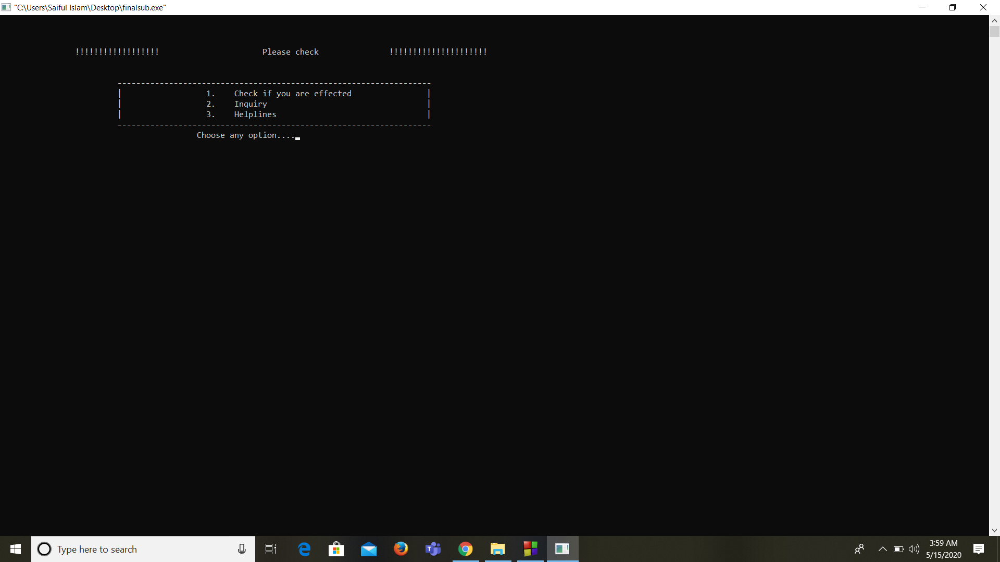 "C:\Users\Saiful Islam\Desktop\finalsub.exe"
!!!!!!!!!!!!!!!!!! Please check !!!!!!!!!!!!!!!!!!!!!
-------------------------------------------------------------------
| 1. Check if you are effected |
| 2. Inquiry |
| 3. Helplines |
-------------------------------------------------------------------
Choose any option....
Type here to search
3:59 AM
5/15/2020